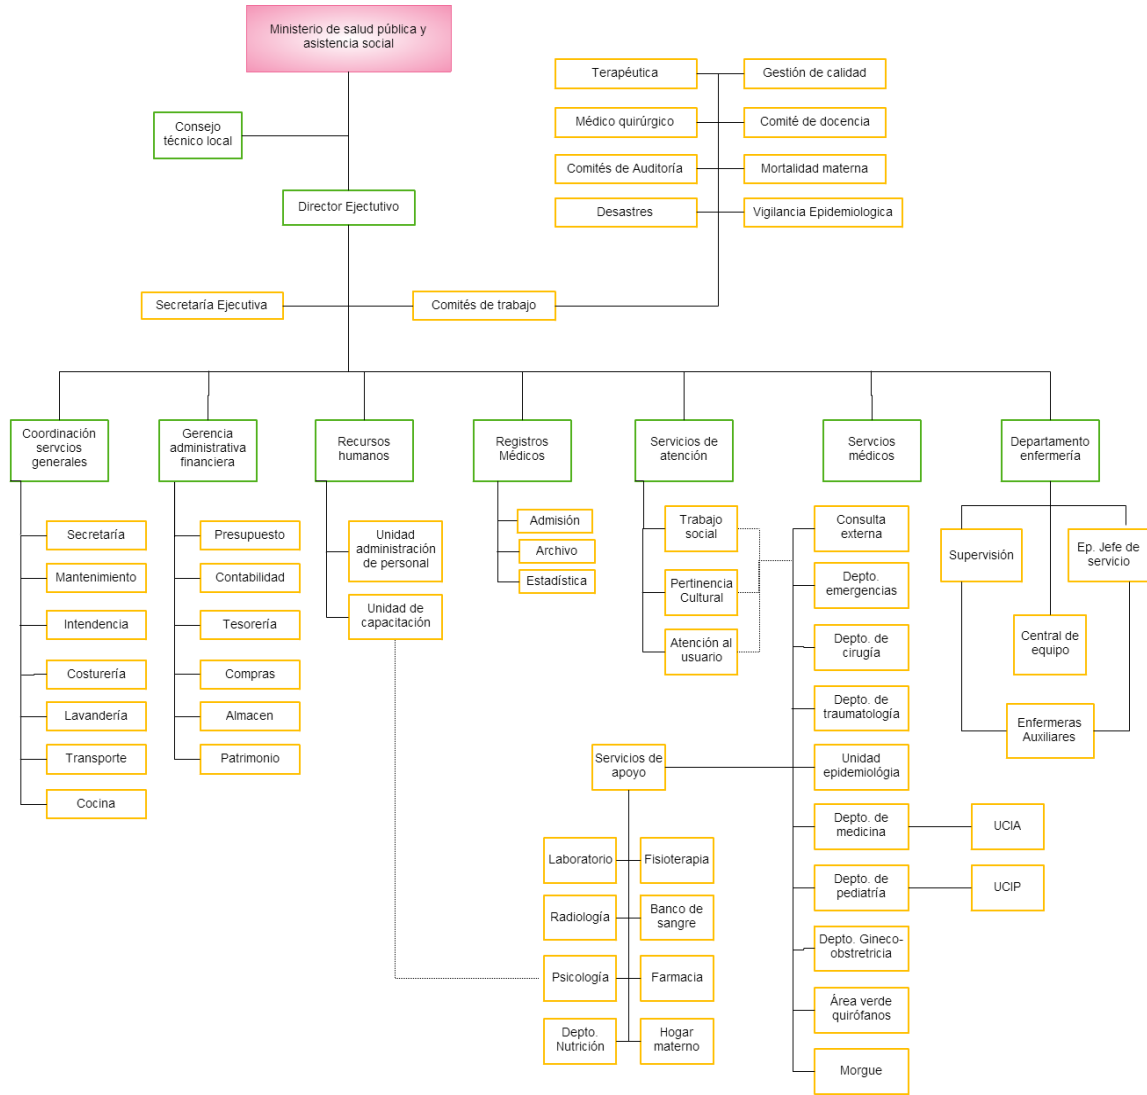 Ministerio de salud pública y
asistencia social
Terapéutica
Gestión de calidad
Consejo
técnico local
Médico quirúrgico
Comité de docencia
Comités de Auditoría
Mortalidad materna
Director Ejectutivo
Desastres
Vigilancia Epidemiologica
Secretaría Ejecutiva
Comités de trabajo
Coordinación
servcios
generales
Gerencia
administrativa
financiera
Recursos
humanos
Registros
Médicos
Servicios de
atención
Servcios
médicos
Departamento
enfermería
Secretaría
Mantenimiento
Intendencia
Costurería
Lavandería
Transporte
Cocina
Presupuesto
Contabilidad
Tesorería
Compras
Almacen
Patrimonio
Unidad
administración
de personal
Unidad de
capacitación
Admisión
Archivo
Estadística
Trabajo
social
Pertinencia
Cultural
Atención al
usuario
Consulta
externa
Depto.
emergencias
Depto. de
cirugía
Depto. de
traumatología
Unidad
epidemiológia
Depto. de
medicina
UCIA
Depto. de
pediatría
UCIP
Depto. Gineco-
obstretricia
Área verde
quirófanos
Morgue
Servicios de
apoyo
Laboratorio
Fisioterapia
Radiología
Banco de
sangre
Psicología
Farmacia
Depto.
Nutrición
Hogar
materno
Supervisión
Ep. Jefe de
servicio
Central de
equipo
Enfermeras
Auxiliares